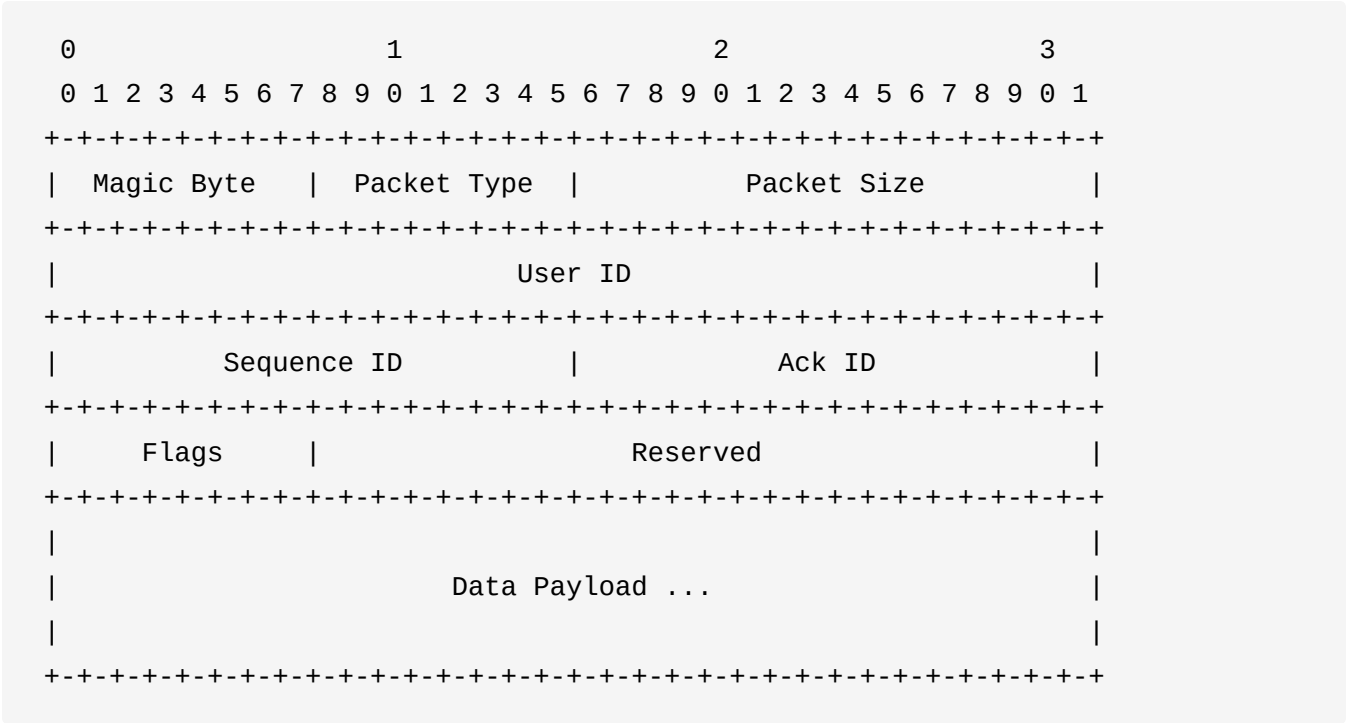 0                   1                   2                   3
 0 1 2 3 4 5 6 7 8 9 0 1 2 3 4 5 6 7 8 9 0 1 2 3 4 5 6 7 8 9 0 1
+-+-+-+-+-+-+-+-+-+-+-+-+-+-+-+-+-+-+-+-+-+-+-+-+-+-+-+-+-+-+-+-+
|  Magic Byte   |  Packet Type  |          Packet Size          |
+-+-+-+-+-+-+-+-+-+-+-+-+-+-+-+-+-+-+-+-+-+-+-+-+-+-+-+-+-+-+-+-+
|                            User ID                            |
+-+-+-+-+-+-+-+-+-+-+-+-+-+-+-+-+-+-+-+-+-+-+-+-+-+-+-+-+-+-+-+-+
|          Sequence ID          |            Ack ID             |
+-+-+-+-+-+-+-+-+-+-+-+-+-+-+-+-+-+-+-+-+-+-+-+-+-+-+-+-+-+-+-+-+
|     Flags     |                   Reserved                    |
+-+-+-+-+-+-+-+-+-+-+-+-+-+-+-+-+-+-+-+-+-+-+-+-+-+-+-+-+-+-+-+-+
|                                                               |
|                        Data Payload ...                       |
|                                                               |
+-+-+-+-+-+-+-+-+-+-+-+-+-+-+-+-+-+-+-+-+-+-+-+-+-+-+-+-+-+-+-+-+